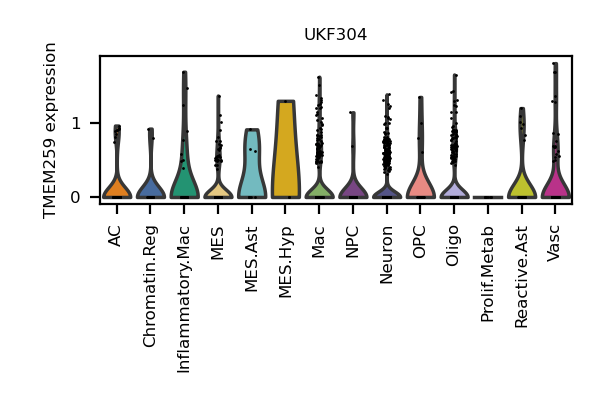 UKF304
TMEM259 expression
1
0
AC
Chromatin.Reg
Inflammatory.Mac
MES
MES.Ast
MES.Hyp
Mac
NPC
Neuron
OPC
Oligo
Prolif.Metab
Reactive.Ast
Vasc